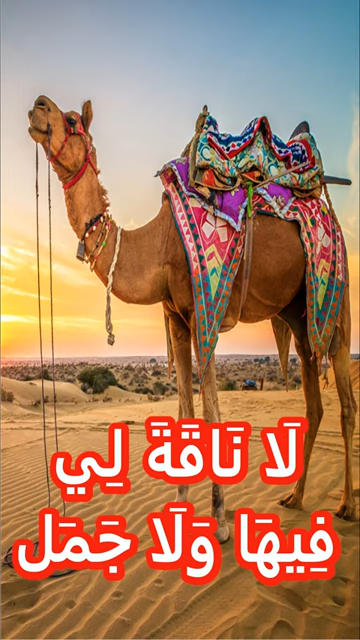 لَا نَاقَةَ لِي
فِيهَا وَلَا جَمَل